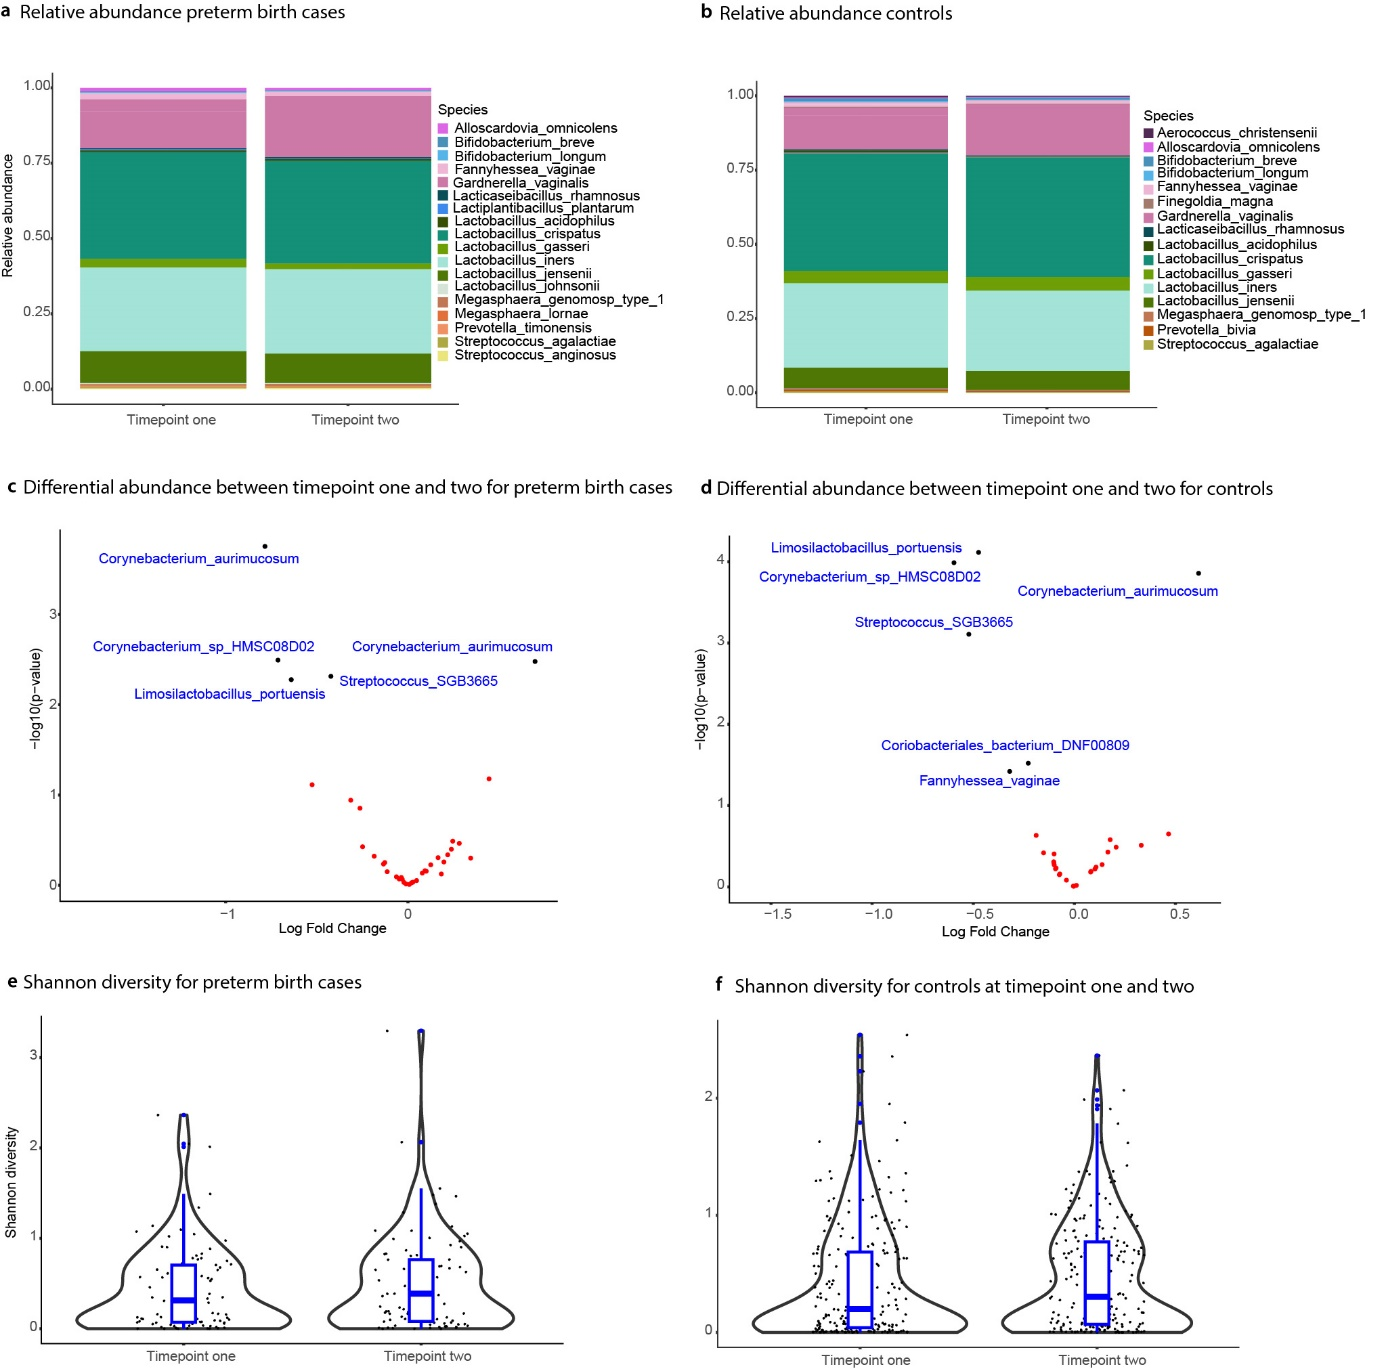 a Relative abundance preterm birth cases
1.00
0.75
0.50
0.25
0.00
Relative abundance
Timepoint one
Timepoint two
Species
Alloscardovia_omnicolens
Bifidobacterium_breve
Bifidobacterium_longum
Fannyhessea_vaginae
Gardnerella_vaginalis
Lacticaseibacillus_rhamnosus
Lactiplantibacillus_plantarum
Lactobacillus_acidophilus
Lactobacillus_crispatus
Lactobacillus_gasseri
Lactobacillus_iners
Lactobacillus_jensenii
Lactobacillus_johnsonii
Megasphaera_genomosp_type_1
Megasphaera_lornae
Prevotella_timonensis
Streptococcus_agalactiae
Streptococcus_anginosus
b Relative abundance controls
1.00
0.75
0.50
0.25
0.00
Timepoint one
Timepoint two
Species
Aerococcus_christensenii
Alloscardovia_omnicolens
Bifidobacterium_breve
Bifidobacterium_longum
Fannyhessea_vaginae
Finegoldia_magna
Gardnerella_vaginalis
Lacticaseibacillus_rhamnosus
Lactobacillus_acidophilus
Lactobacillus_crispatus
Lactobacillus_gasseri
Lactobacillus_iners
Lactobacillus_jensenii
Megasphaera_genomosp_type_1
Prevotella_bivia
Streptococcus_agalactiae
c Differential abundance between timepoint one and two for preterm birth cases
Corynebacterium_aurimucosum
Corynebacterium_sp_HMSC08D02
Corynebacterium_aurimucosum
Streptococcus_SGB3665
Limosilactobacillus_portuensis
3
2
1
0
−log10(p−value)
−1
0
Log Fold Change
d Differential abundance between timepoint one and two for controls
Limosilactobacillus_portuensis
Corynebacterium_sp_HMSC08D02
Corynebacterium_aurimucosum
Streptococcus_SGB3665
Coriobacteriales_bacterium_DNF00809
Fannyhessea_vaginae
4
3
2
1
0
−log10(p−value)
−1.5
−1.0
−0.5
0.0
0.5
Log Fold Change
e Shannon diversity for preterm birth cases
3
2
1
0
Shannon diversity
Timepoint one
Timepoint two
f Shannon diversity for controls at timepoint one and two
2
1
0
Timepoint one
Timepoint two